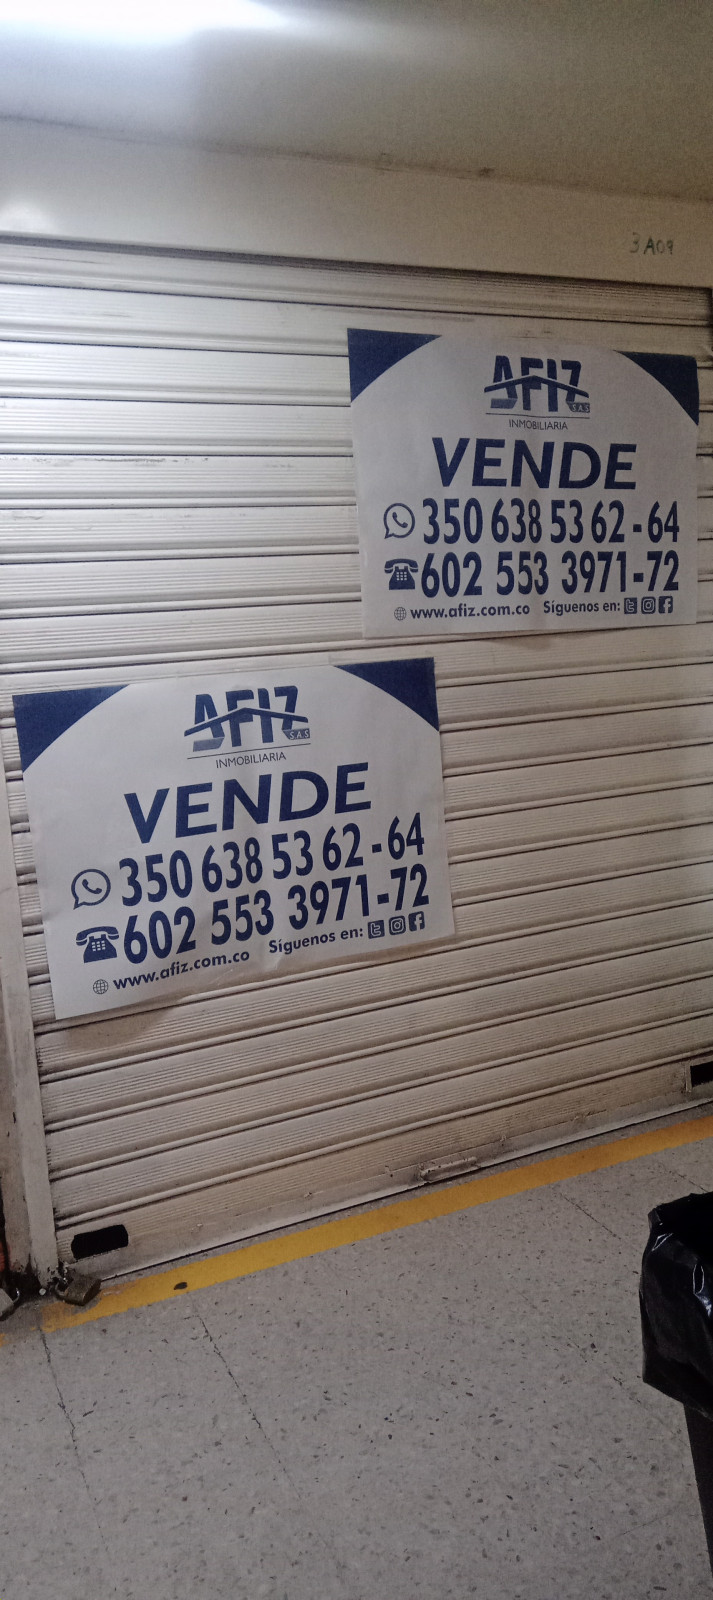 3A09
AFIZ
S.A.S
INMOBILIARIA
VENDE
350 638 53 62 - 64
602 553 3971-72
www.afiz.com.co Síguenos en:
AFIZ
S.A.S
INMOBILIARIA
VENDE
350 638 53 62 - 64
602 553 3971-72
www.afiz.com.co Síguenos en: